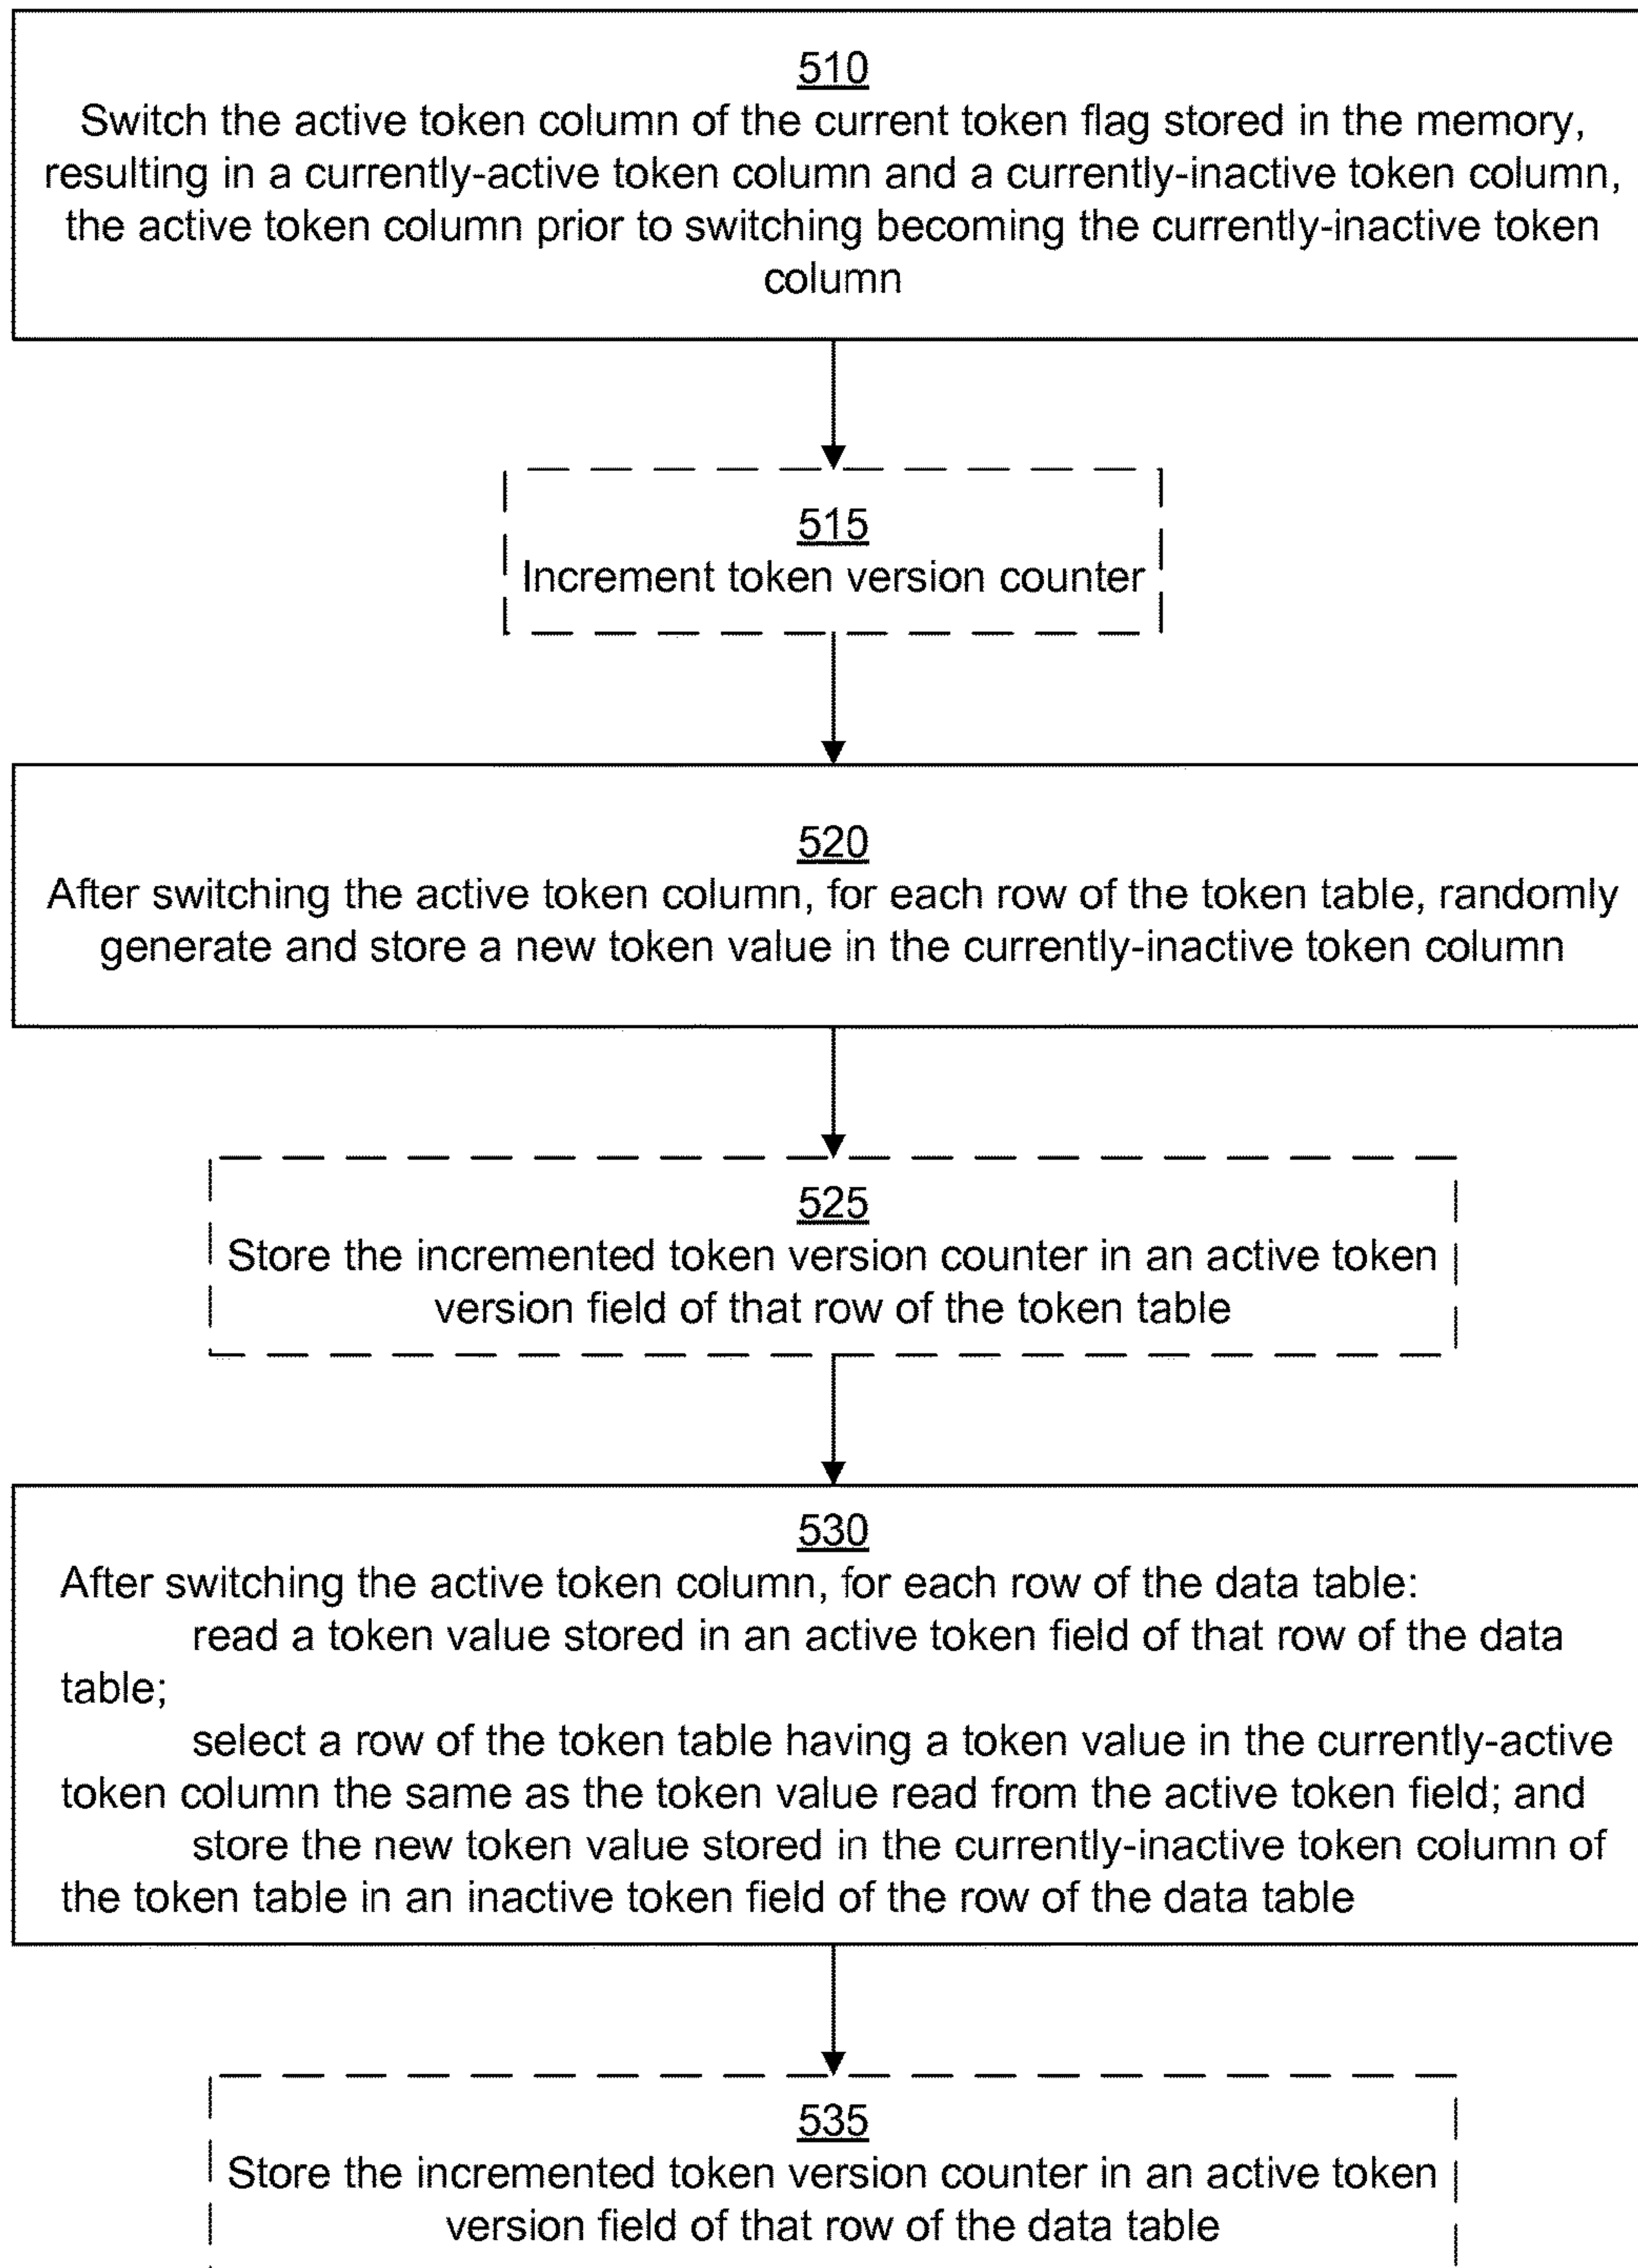 510
Switch the active token column of the current token flag stored in the memory,
resulting in a currently-active token column and a currently-inactive token column,
the active token column prior to switching becoming the currently-inactive token
column
515
Increment token version counter
520
After switching the active token column, for each row of the token table, randomly
generate and store a new token value in the currently-inactive token column
525
Store the incremented token version counter in an active token
version field of that row of the token table
530
After switching the active token column, for each row of the data table:
read a token value stored in an active token field of that row of the data
table;
select a row of the token table having a token value in the currently-active
token column the same as the token value read from the active token field; and
store the new token value stored in the currently-inactive token column of
the token table in an inactive token field of the row of the data table
535
Store the incremented token version counter in an active token
version field of that row of the data table